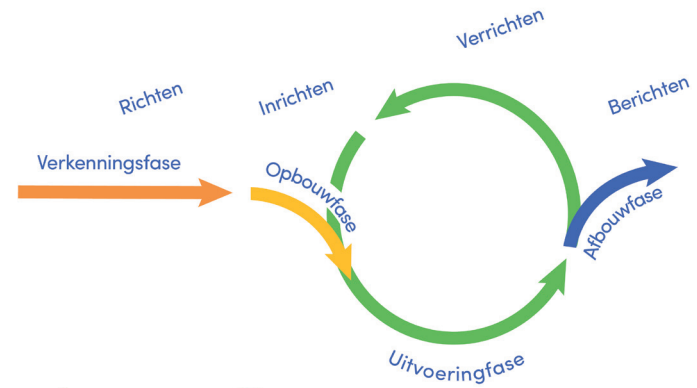 Richten
Inrichten
Verrichten
Berichten
Verkenningsfase
Opbouwfase
Uitvoeringfase
Afbouwfase